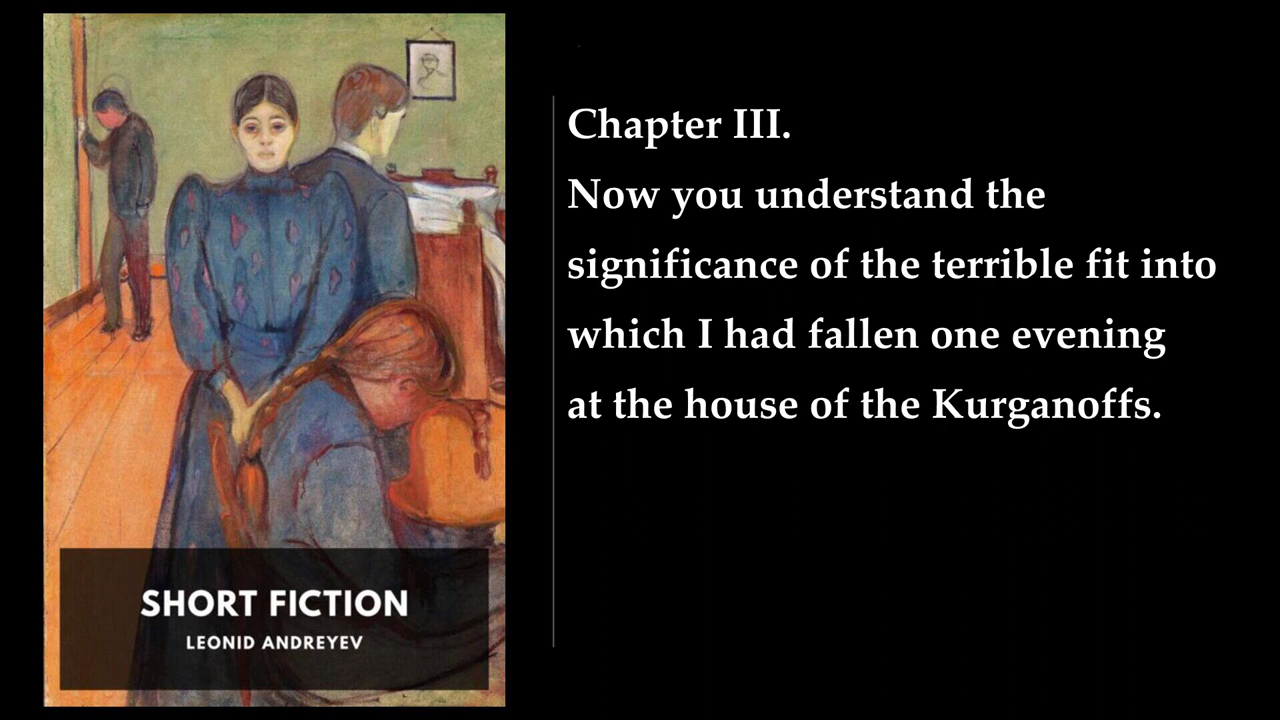 SHORT FICTION
LEONID ANDREYEV
Chapter III.
Now you understand the
significance of the terrible fit into
which I had fallen one evening
at the house of the Kurganoffs.